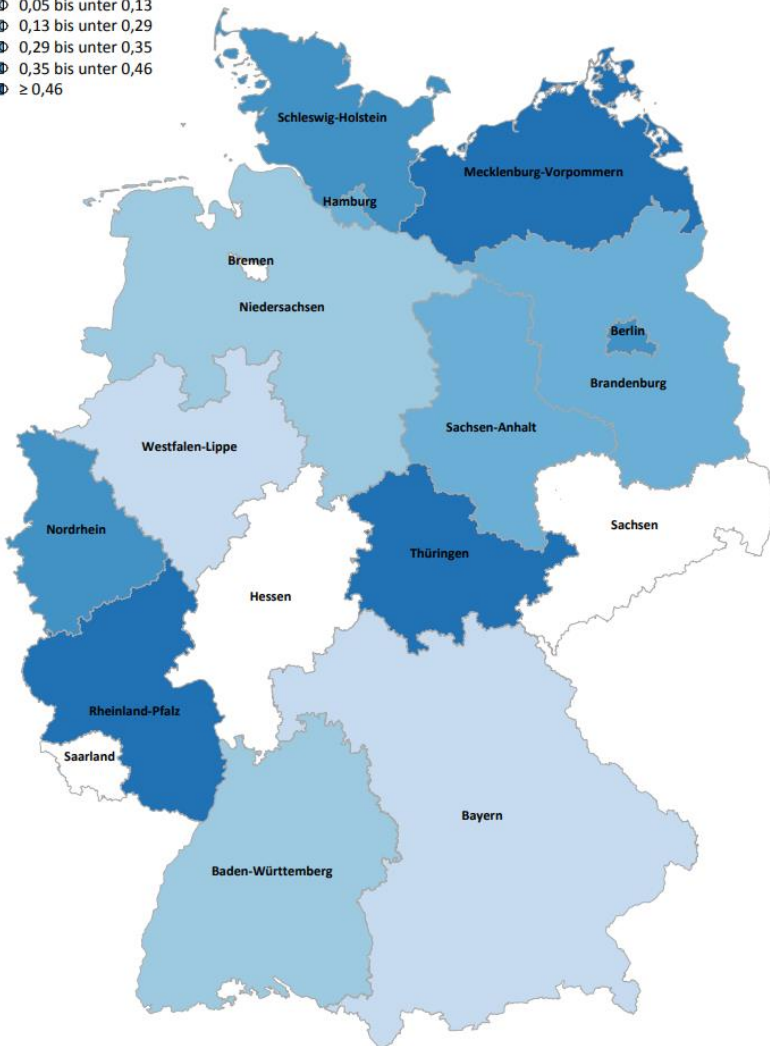 0,05 bis unter 0,13
0,13 bis unter 0,29
0,29 bis unter 0,35
0,35 bis unter 0,46
≥ 0,46
Schleswig-Holstein
Mecklenburg-Vorpommern
Hamburg
Bremen
Niedersachsen
Berlin
Brandenburg
Sachsen-Anhalt
Westfalen-Lippe
Nordrhein
Sachsen
Thüringen
Hessen
Rheinland-Pfalz
Saarland
Bayern
Baden-Württemberg